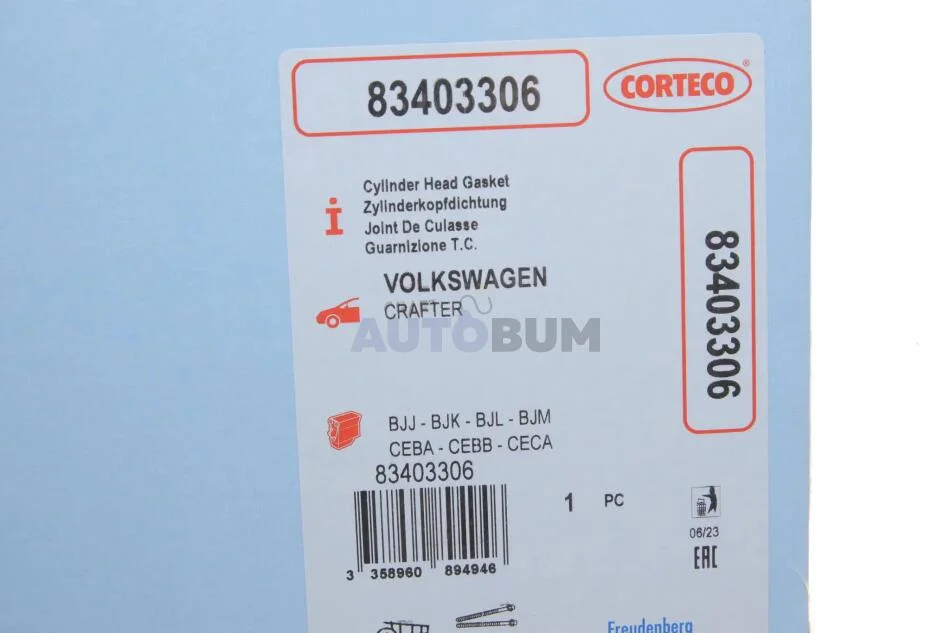 83403306
CORTECO®
Cylinder Head Gasket
Zylinderkopfdichtung
Joint De Culasse
Guarnizione T.C.
VOLKSWAGEN
CRAFTER
AUTOBUM
83403306
BJJ - BJK - BJL - BJM
CEBA - CEBB - CECA
83403306
1 PC
3 358960 894946
06/23
EAC
Freudenberg